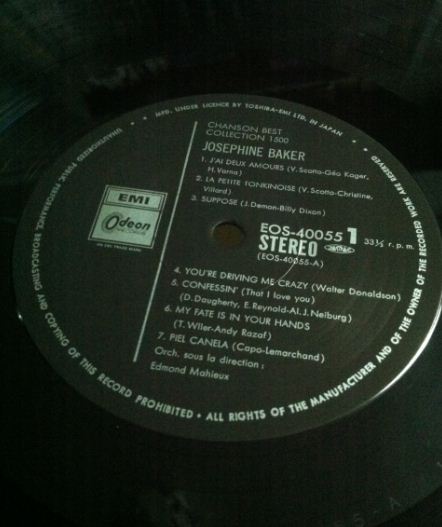 MFD. UNDER LICENCE BY TOSHIBA-EMI LTD. IN JAPAN •
CHANSON BEST
COLLECTION 1500
JOSEPHINE BAKER
1. J'AI DEUX AMOURS (V. Scotto-Géo Koger,
H. Varna)
2. LA PETITE TONKINOISE (V. Scotto-Christine,
Villard)
3. SUPPOSE (J. Demon-Billy Dixon)
EMI
Odeon
EOS-40055 1 33⅓ r.p.m.
STEREO
(EOS-40055-A)
4. YOU'RE DRIVING ME CRAZY (Walter Donaldson)
5. CONFESSIN' (That I love you)
(D. Daugherty, E. Reynold-Al. J. Neiburg)
6. MY FATE IS IN YOUR HANDS
(T. Wller-Andy Razaf)
7. PIEL CANELA (Capo-Lemarchand)
Orch. sous la direction :
Edmond Mahieux
UNAUTHORIZED PUBLIC PERFORMANCE, BROADCASTING AND COPYING OF THIS RECORD PROHIBITED • ALL RIGHTS OF THE MANUFACTURER AND OF THE OWNER OF THE RECORDED WORK ARE RESERVED •